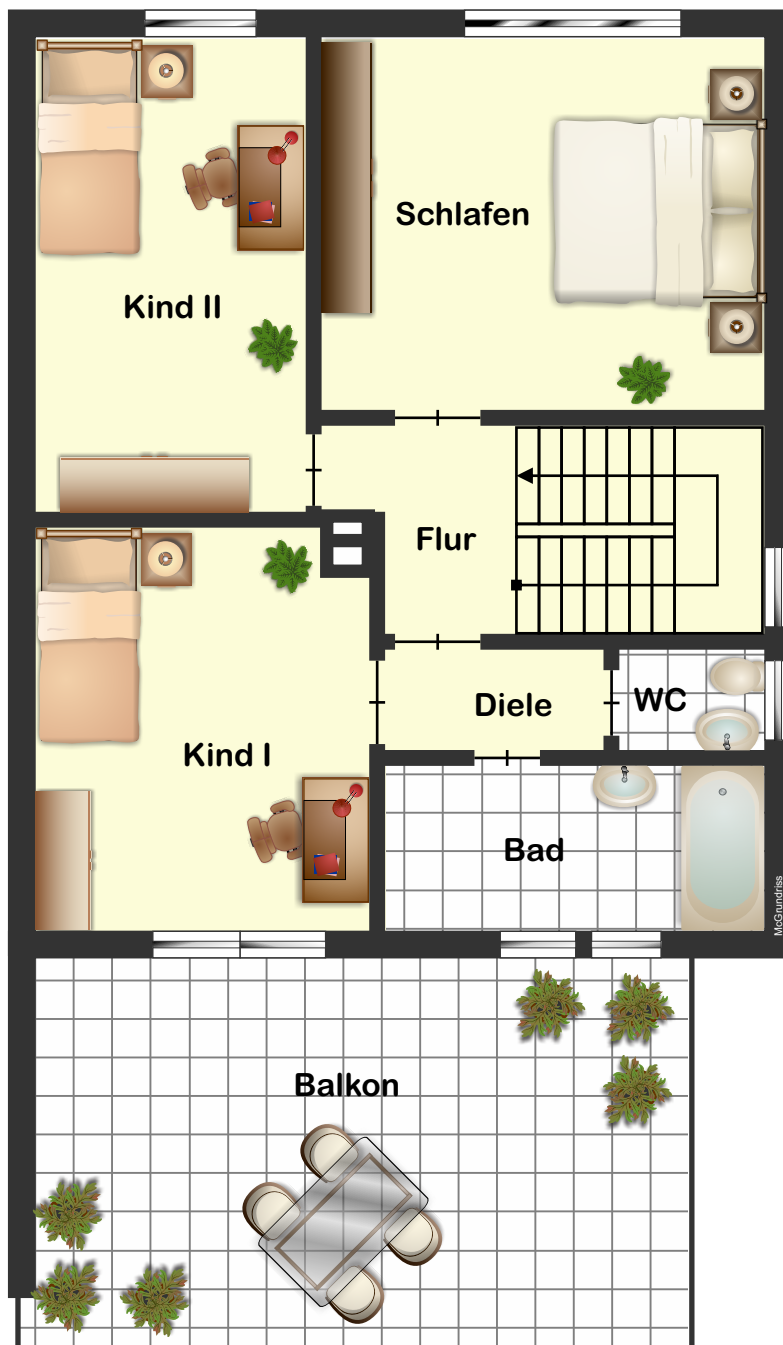 Schlafen
Kind II
Flur
Diele
WC
Kind I
Bad
McGrundriss
Balkon